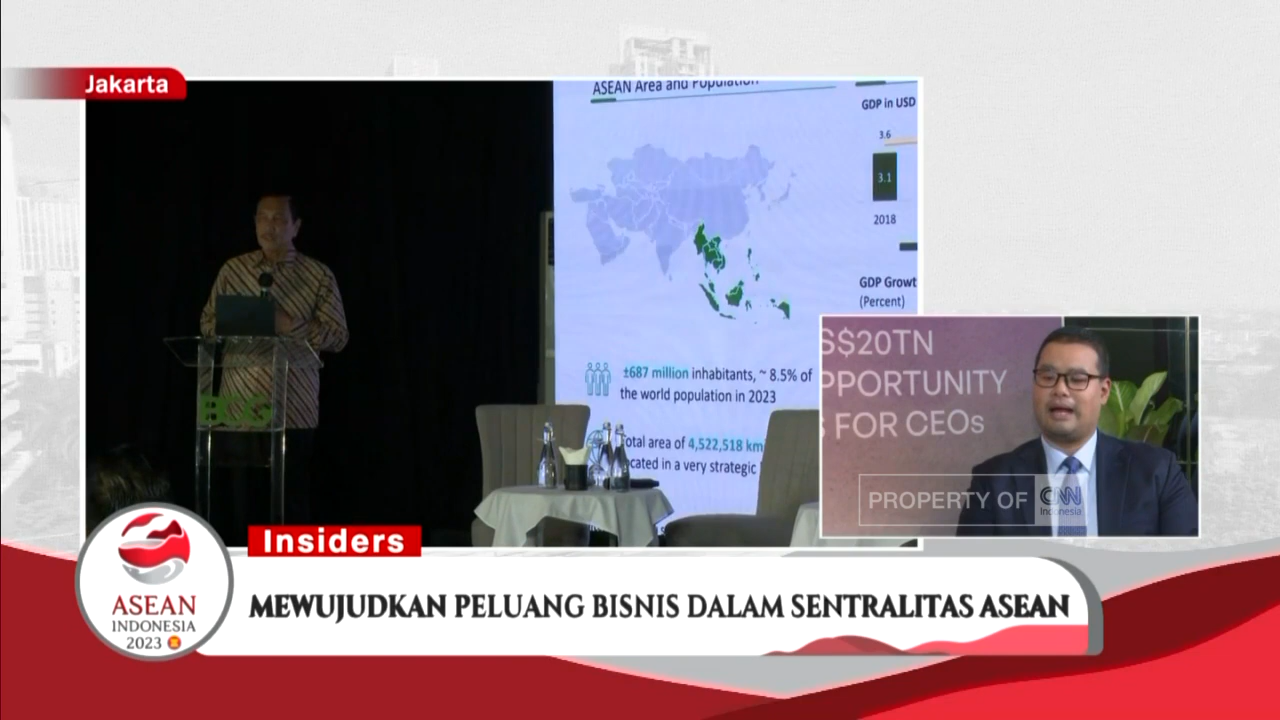 Jakarta
ASEAN Area and Population
GDP in USD
3.6
3.1
2018
GDP Growt
(Percent)
±687 million inhabitants, ~ 8.5% of
the world population in 2023
otal area of 4,522,518 km
cated in a very strategic
S$20TN
PPORTUNITY
FOR CEOs
PROPERTY OF CNN
Indonesia
Insiders
MEWUJUDKAN PELUANG BISNIS DALAM SENTRALITAS ASEAN
ASEAN
INDONESIA
2023